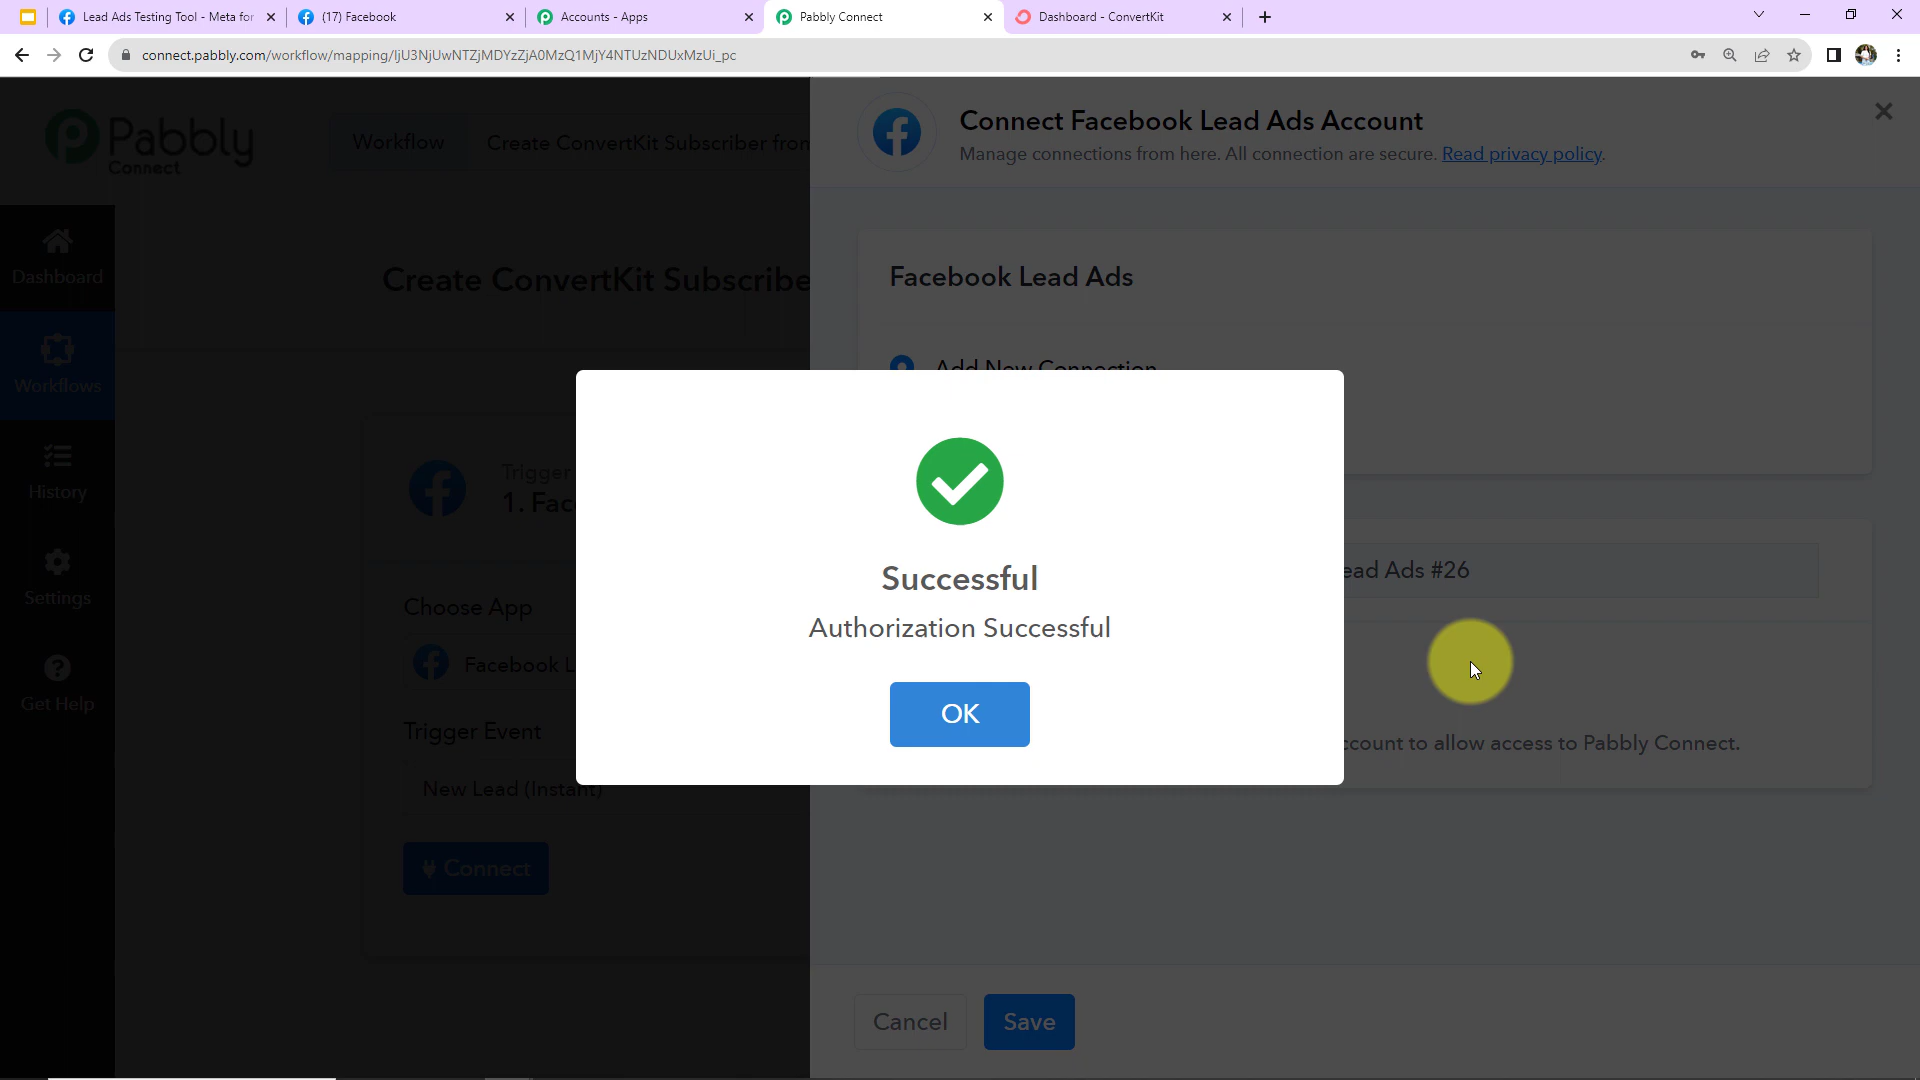 Lead Ads Testing Tool - Meta for
(17) Facebook
Accounts - Apps
Pabbly Connect
Dashboard - ConvertKit
connect.pabbly.com/workflow/mapping/IjU3NjUwNTZjMDYzZjA0MzQ1MjY4NTUzNDUxMzUi_pc
Pabbly
Connect
Workflow
Create ConvertKit Subscriber from
Connect Facebook Lead Ads Account
Manage connections from here. All connection are secure. Read privacy policy.
Dashboard
Workflows
History
Settings
Get Help
Create ConvertKit Subscribe
Facebook Lead Ads
Add New Connection
Trigger
1. Fac
Choose App
Facebook L
Trigger Event
New Lead (Instant)
Connect
Successful
Authorization Successful
OK
ead Ads #26
ccount to allow access to Pabbly Connect.
Cancel
Save